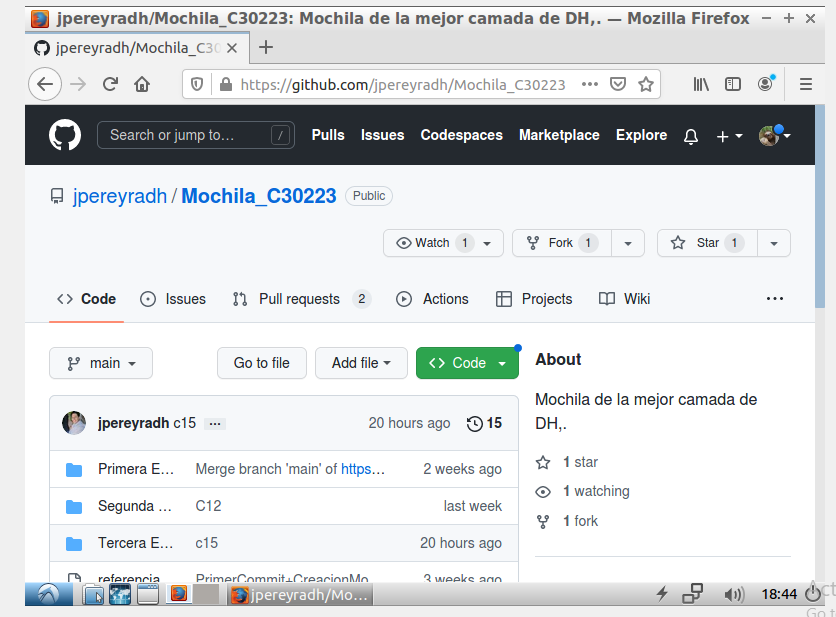 jpereyradh/Mochila_C30223: Mochila de la mejor camada de DH,. — Mozilla Firefox
jpereyradh/Mochila_C30
https://github.com/jpereyradh/Mochila_C30223
Search or jump to… / Pulls Issues Codespaces Marketplace Explore
jpereyradh / Mochila_C30223 Public
Watch 1 Fork 1 Star 1
Code Issues Pull requests 2 Actions Projects Wiki
main Go to file Add file Code
About
Mochila de la mejor camada de
DH,.
jpereyradh c15 ... 20 hours ago 15
Primera E… Merge branch 'main' of https… 2 weeks ago
Segunda … C12 last week
Tercera E… c15 20 hours ago
referencia PrimerCommit+CreacionMo 3 weeks ago
1 star
1 watching
1 fork
jpereyradh/Mo... 18:44
Act
Go t